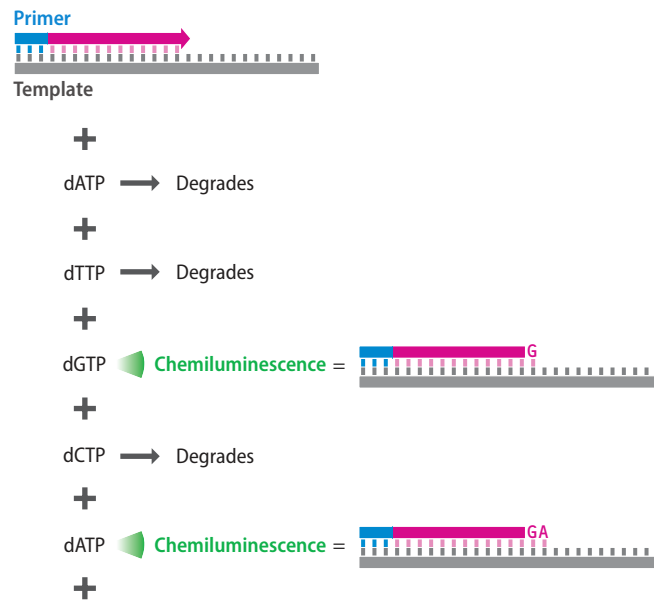 Primer
Template
+
dATP → Degrades
+
dTTP → Degrades
+
dGTP Chemiluminescence = G
+
dCTP → Degrades
+
dATP Chemiluminescence = GA
+